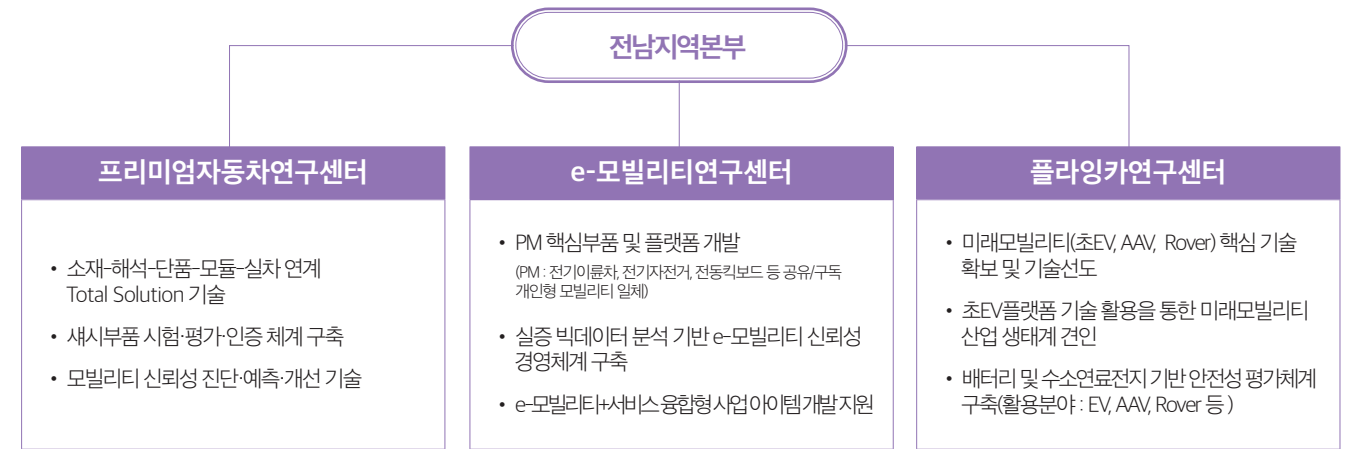 전남지역본부
프리미엄자동차연구센터
• 소재-해석-단품-모듈-실차 연계
Total Solution 기술
• 섀시부품 시험·평가·인증 체계 구축
• 모빌리티 신뢰성 진단·예측·개선 기술
e-모빌리티연구센터
• PM 핵심부품 및 플랫폼 개발
(PM : 전기이륜차, 전기자전거, 전동킥보드 등 공유/구독
개인형 모빌리티 일체)
• 실증 빅데이터 분석 기반 e-모빌리티 신뢰성
경영체계 구축
• e-모빌리티+서비스 융합형 사업 아이템 개발 지원
플라잉카연구센터
• 미래모빌리티(초EV, AAV, Rover) 핵심 기술
확보 및 기술선도
• 초EV플랫폼 기술 활용을 통한 미래모빌리티
산업 생태계 견인
• 배터리 및 수소연료전지 기반 안전성 평가체계
구축(활용분야 : EV, AAV, Rover 등 )